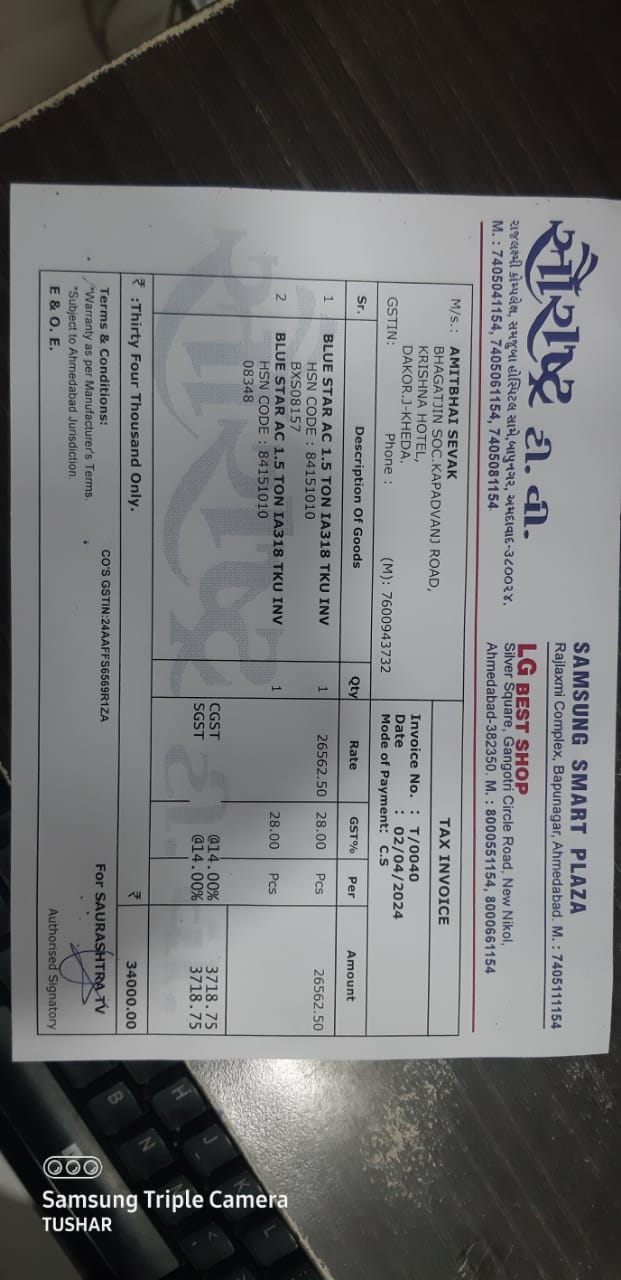 સૌરાષ્ટ્ર ટી. વી.
રાજલક્ષ્મી કોમ્પલેક્ષ, સમજુબા હોસ્પિટલ સામે, બાપુનગર, અમદાવાદ-૩૮૦૦૨૪.
M. : 7405041154, 7405061154, 7405081154
SAMSUNG SMART PLAZA
Rajlaxmi Complex, Bapunagar, Ahmedabad. M. : 7405111154
LG BEST SHOP
Silver Square, Gangotri Circle Road, New Nikol,
Ahmedabad-382350. M. : 8000551154, 8000661154
M/s.: AMITBHAI SEVAK
BHAGATJIN SOC.KAPADVANJ ROAD,
KRISHNA HOTEL,
DAKOR.J-KHEDA.
GSTIN: Phone : (M): 7600943732
TAX INVOICE
Invoice No. : T/0040
Date : 02/04/2024
Mode of Payment: C.S
Sr. Description Of Goods Qty Rate GST% Per Amount
1 BLUE STAR AC 1.5 TON IA318 TKU INV 1 26562.50 28.00 Pcs 26562.50
HSN CODE : 84151010
BXS08157
2 BLUE STAR AC 1.5 TON IA318 TKU INV 1 28.00 Pcs
HSN CODE : 84151010
08348
CGST @14.00% 3718.75
SGST @14.00% 3718.75
₹ :Thirty Four Thousand Only. ₹ 34000.00
Terms & Conditions: CO'S GSTIN:24AAFFS6569R1ZA For SAURASHTRA TV
*Warranty as per Manufacturer's Terms.
*Subject to Ahmedabad Jurisdiction.
E & O. E. Authorised Signatory
સૌરાષ્ટ્ર ટી.વી.
H
J
K
L
B
N
Samsung Triple Camera
TUSHAR